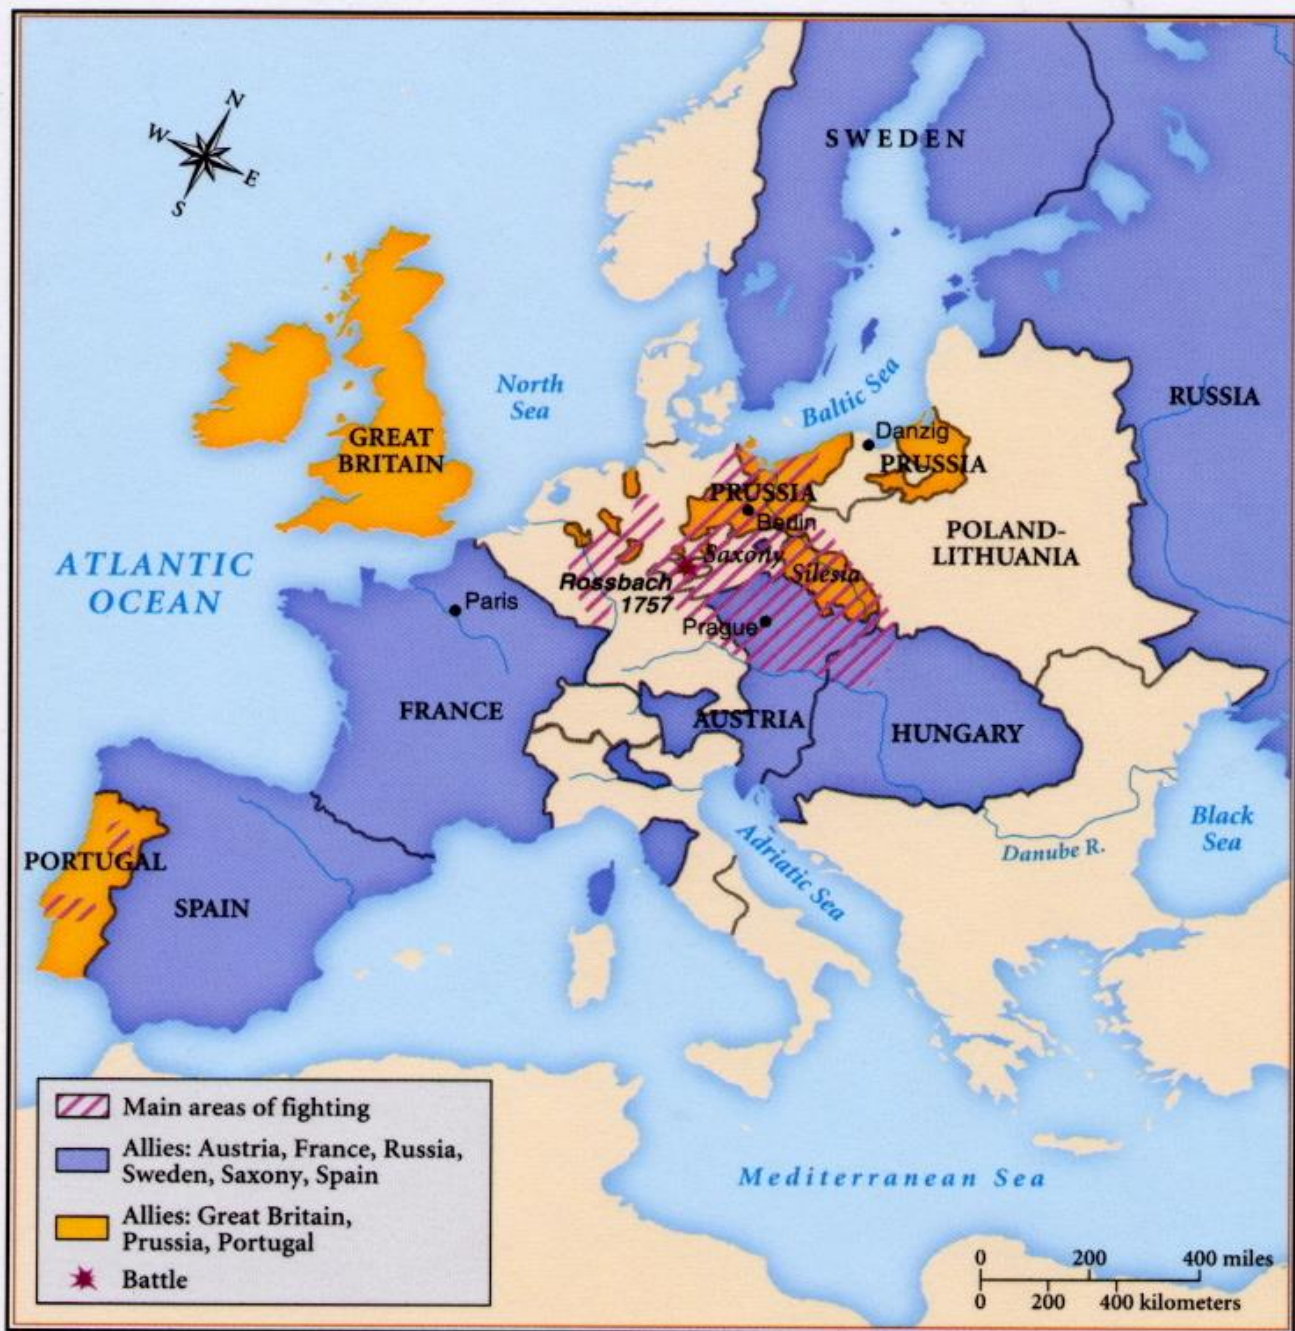 N
W
E
S
SWEDEN
North
Sea
Baltic Sea
RUSSIA
GREAT
BRITAIN
Danzig
PRUSSIA
PRUSSIA
Berlin
POLAND-
LITHUANIA
ATLANTIC
OCEAN
Saxony
Silesia
Rossbach
1757
Paris
Prague
FRANCE
AUSTRIA
HUNGARY
Black
Sea
Danube R.
Adriatic Sea
PORTUGAL
SPAIN
Mediterranean Sea
Main areas of fighting
Allies: Austria, France, Russia,
Sweden, Saxony, Spain
Allies: Great Britain,
Prussia, Portugal
Battle
0 200 400 miles
0 200 400 kilometers